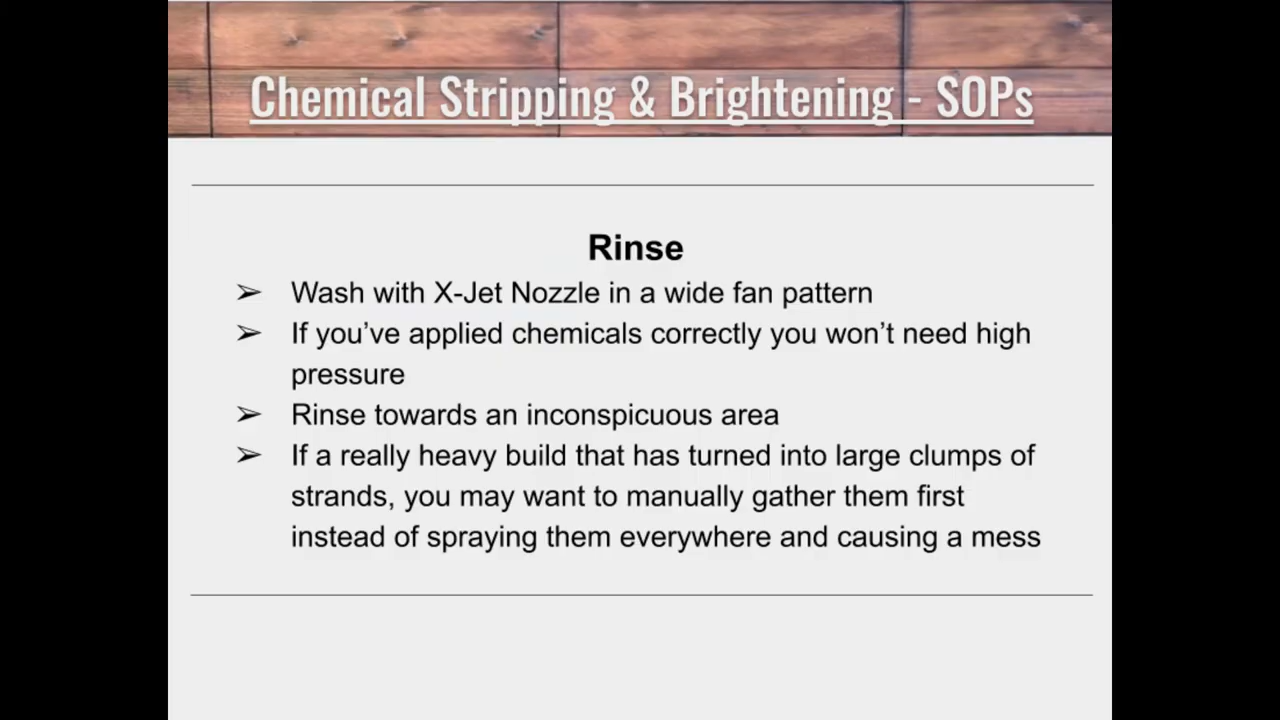 Chemical Stripping & Brightening - SOPs
Rinse
➢ Wash with X-Jet Nozzle in a wide fan pattern
➢ If you’ve applied chemicals correctly you won’t need high
pressure
➢ Rinse towards an inconspicuous area
➢ If a really heavy build that has turned into large clumps of
strands, you may want to manually gather them first
instead of spraying them everywhere and causing a mess